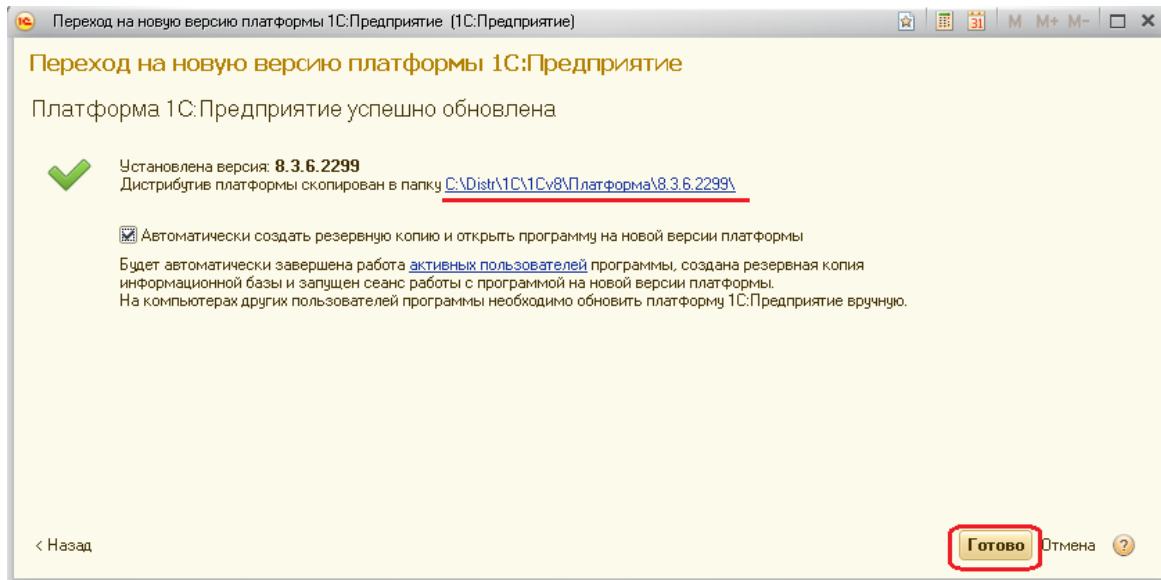 Переход на новую версию платформы 1С:Предприятие (1С:Предприятие)
31 M M+ M-
Переход на новую версию платформы 1С:Предприятие
Платформа 1С:Предприятие успешно обновлена
Установлена версия: 8.3.6.2299
Дистрибутив платформы скопирован в папку C:\Distr\1C\1Cv8\Платформа\8.3.6.2299\
Автоматически создать резервную копию и открыть программу на новой версии платформы
Будет автоматически завершена работа активных пользователей программы, создана резервная копия
информационной базы и запущен сеанс работы с программой на новой версии платформы.
На компьютерах других пользователей программы необходимо обновить платформу 1С:Предприятие вручную.
< Назад Готово Отмена ?